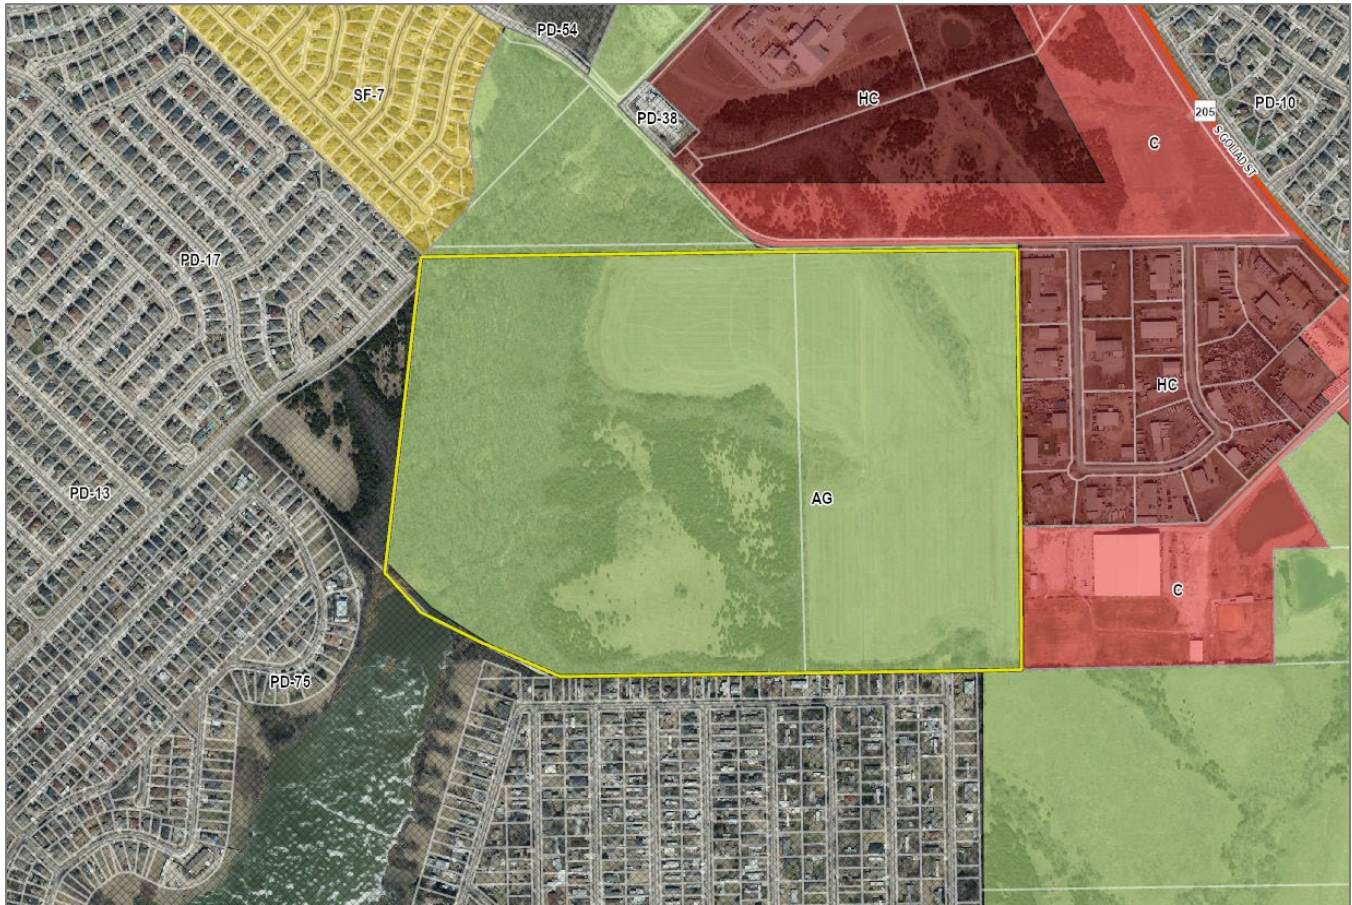 PD-54
SF-7
HC
PD-10
PD-38
205
S GOLIAD ST
C
PD-17
HC
PD-13
AG
C
PD-75